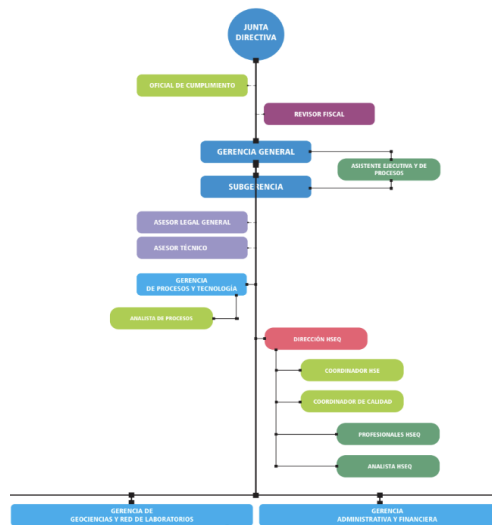 JUNTA
DIRECTIVA
OFICIAL DE CUMPLIMIENTO
REVISOR FISCAL
GERENCIA GENERAL
ASISTENTE EJECUTIVA Y DE
PROCESOS
SUBGERENCIA
ASESOR LEGAL GENERAL
ASESOR TÉCNICO
GERENCIA
DE PROCESOS Y TECNOLOGÍA
ANALISTA DE PROCESOS
DIRECCIÓN HSEQ
COORDINADOR HSE
COORDINADOR DE CALIDAD
PROFESIONALES HSEQ
ANALISTA HSEQ
GERENCIA DE
GEOCIENCIAS Y RED DE LABORATORIOS
GERENCIA
ADMINISTRATIVA Y FINANCIERA